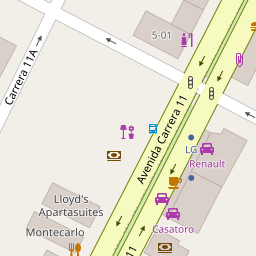 5-01
Carrera 11A
Avenida Carrera 11
LG
Renault
Lloyd's
Apartasuites
Montecarlo
Casatoro
11